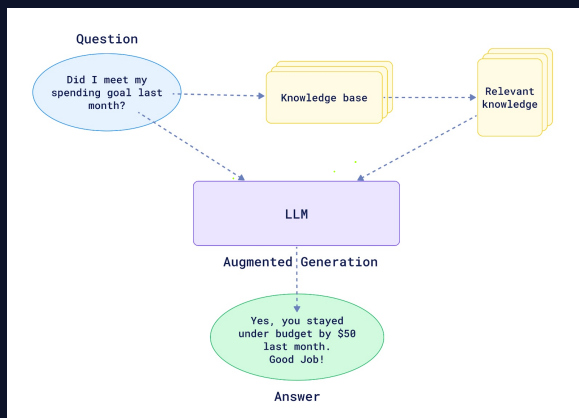 Question
Did I meet my
spending goal last
month?
Knowledge base
Relevant
knowledge
LLM
Augmented Generation
Yes, you stayed
under budget by $50
last month.
Good Job!
Answer